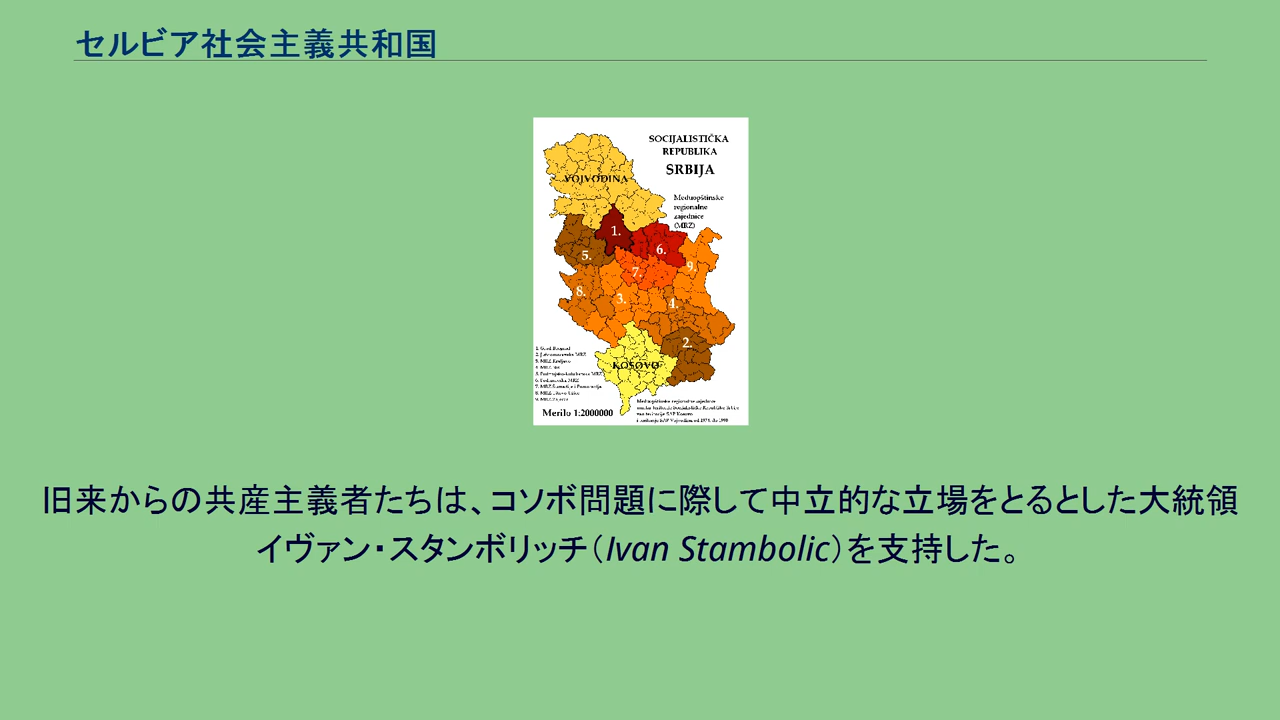 セルビア社会主義共和国
SOCIJALISTIČKA
REPUBLIKA
SRBIJA
VOJVODINA
Međuopštinske
regionalne
zajednice
(MRZ)
1.
6.
5.
9.
7.
8.
3.
4.
2.
KOSOVO
Merilo 1:2000000
旧来からの共産主義者たちは、コソボ問題に際して中立的な立場をとるとした大統領
イヴァン・スタンボリッチ（Ivan Stambolic）を支持した。